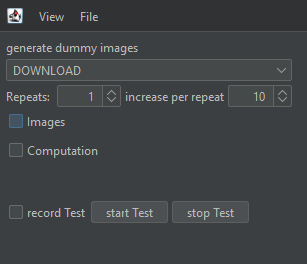 View File
generate dummy images
DOWNLOAD
Repeats: 1 increase per repeat 10
Images
Computation
record Test start Test stop Test